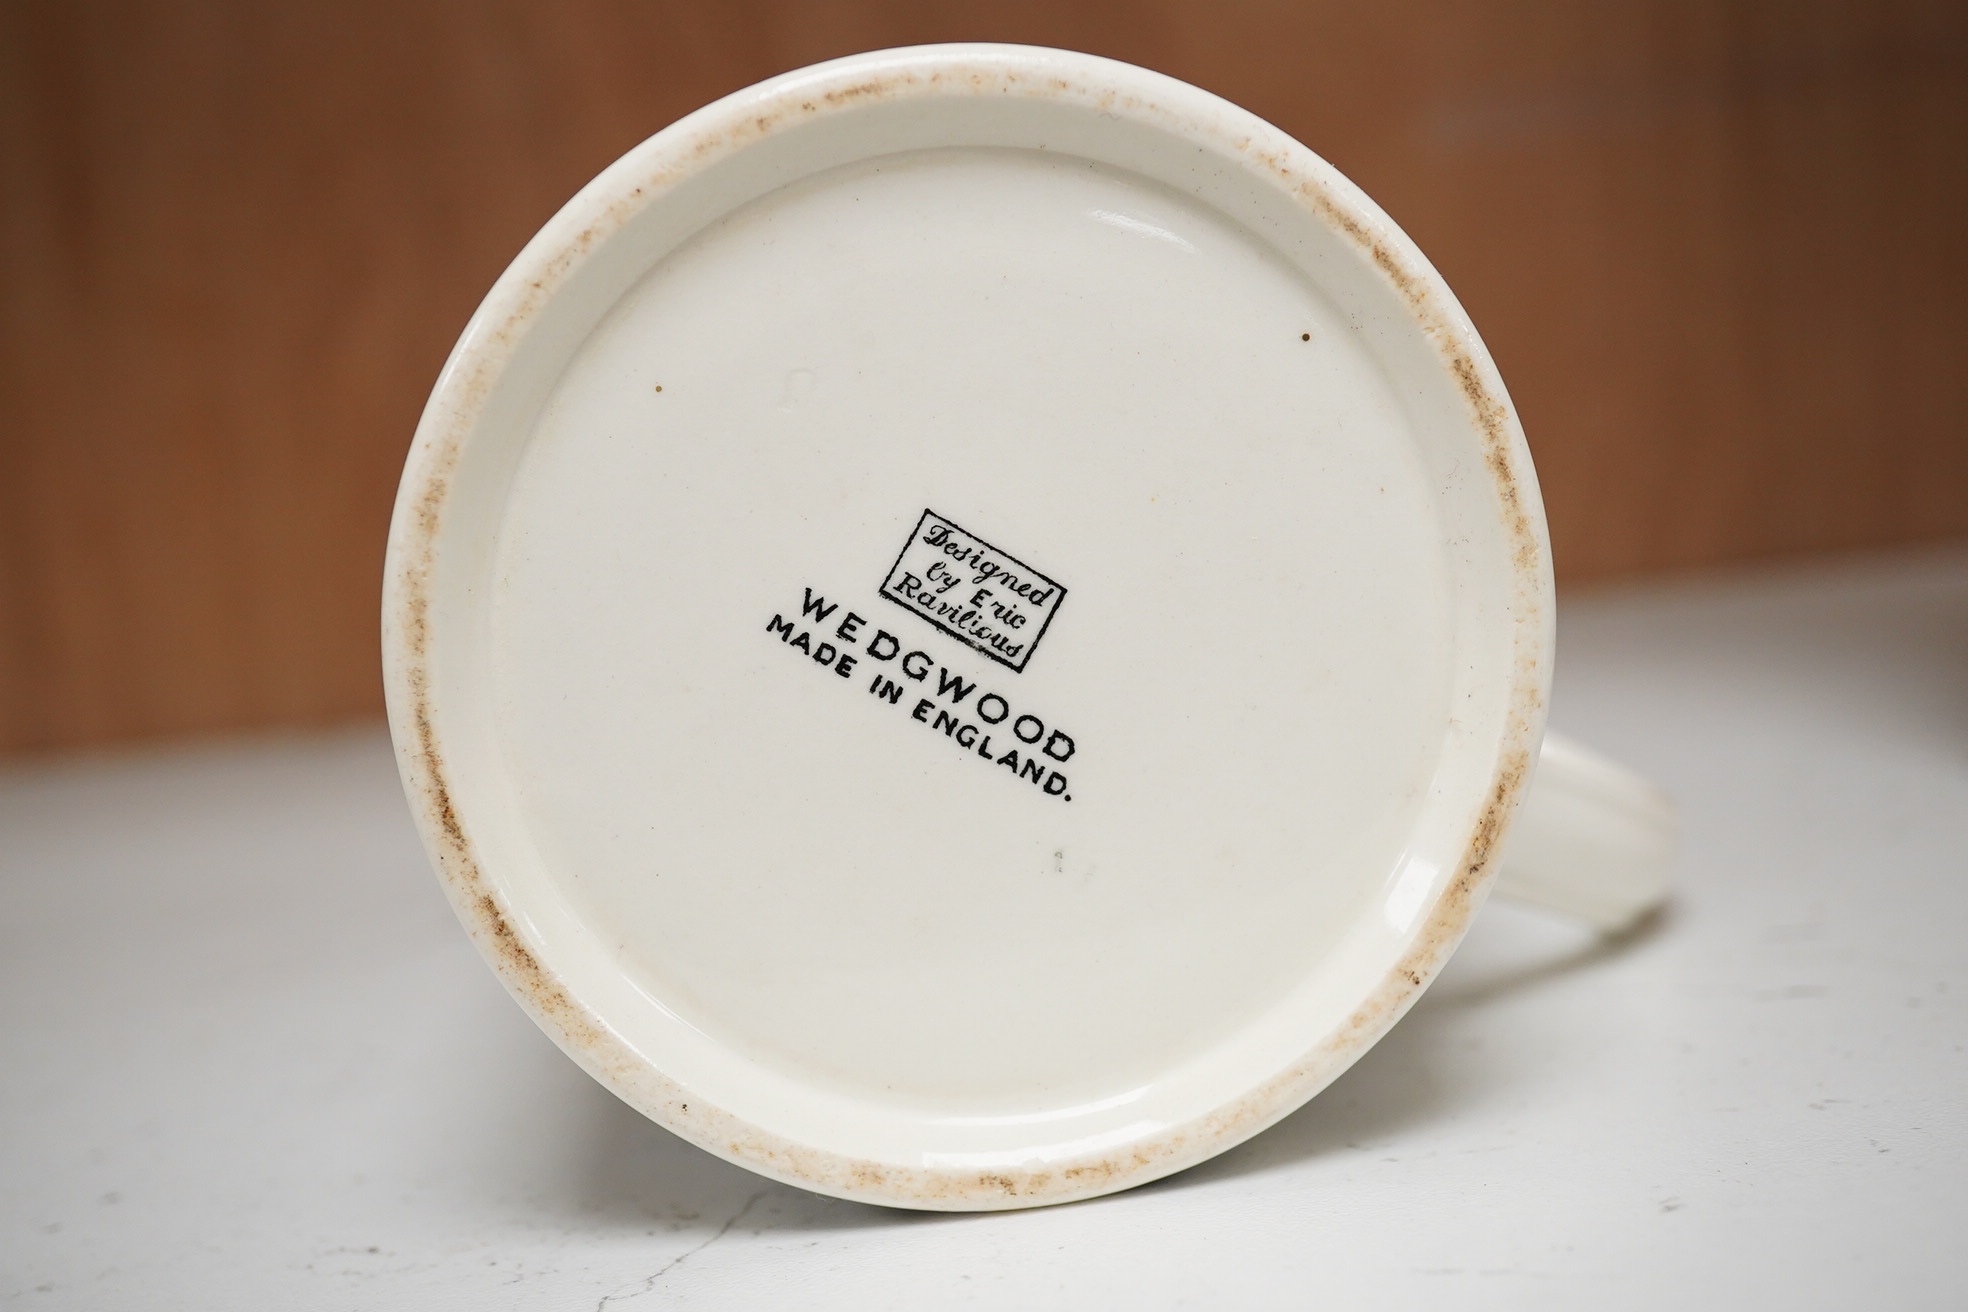 Designed
by Eric
Ravilious
WEDGWOOD
MADE IN ENGLAND.